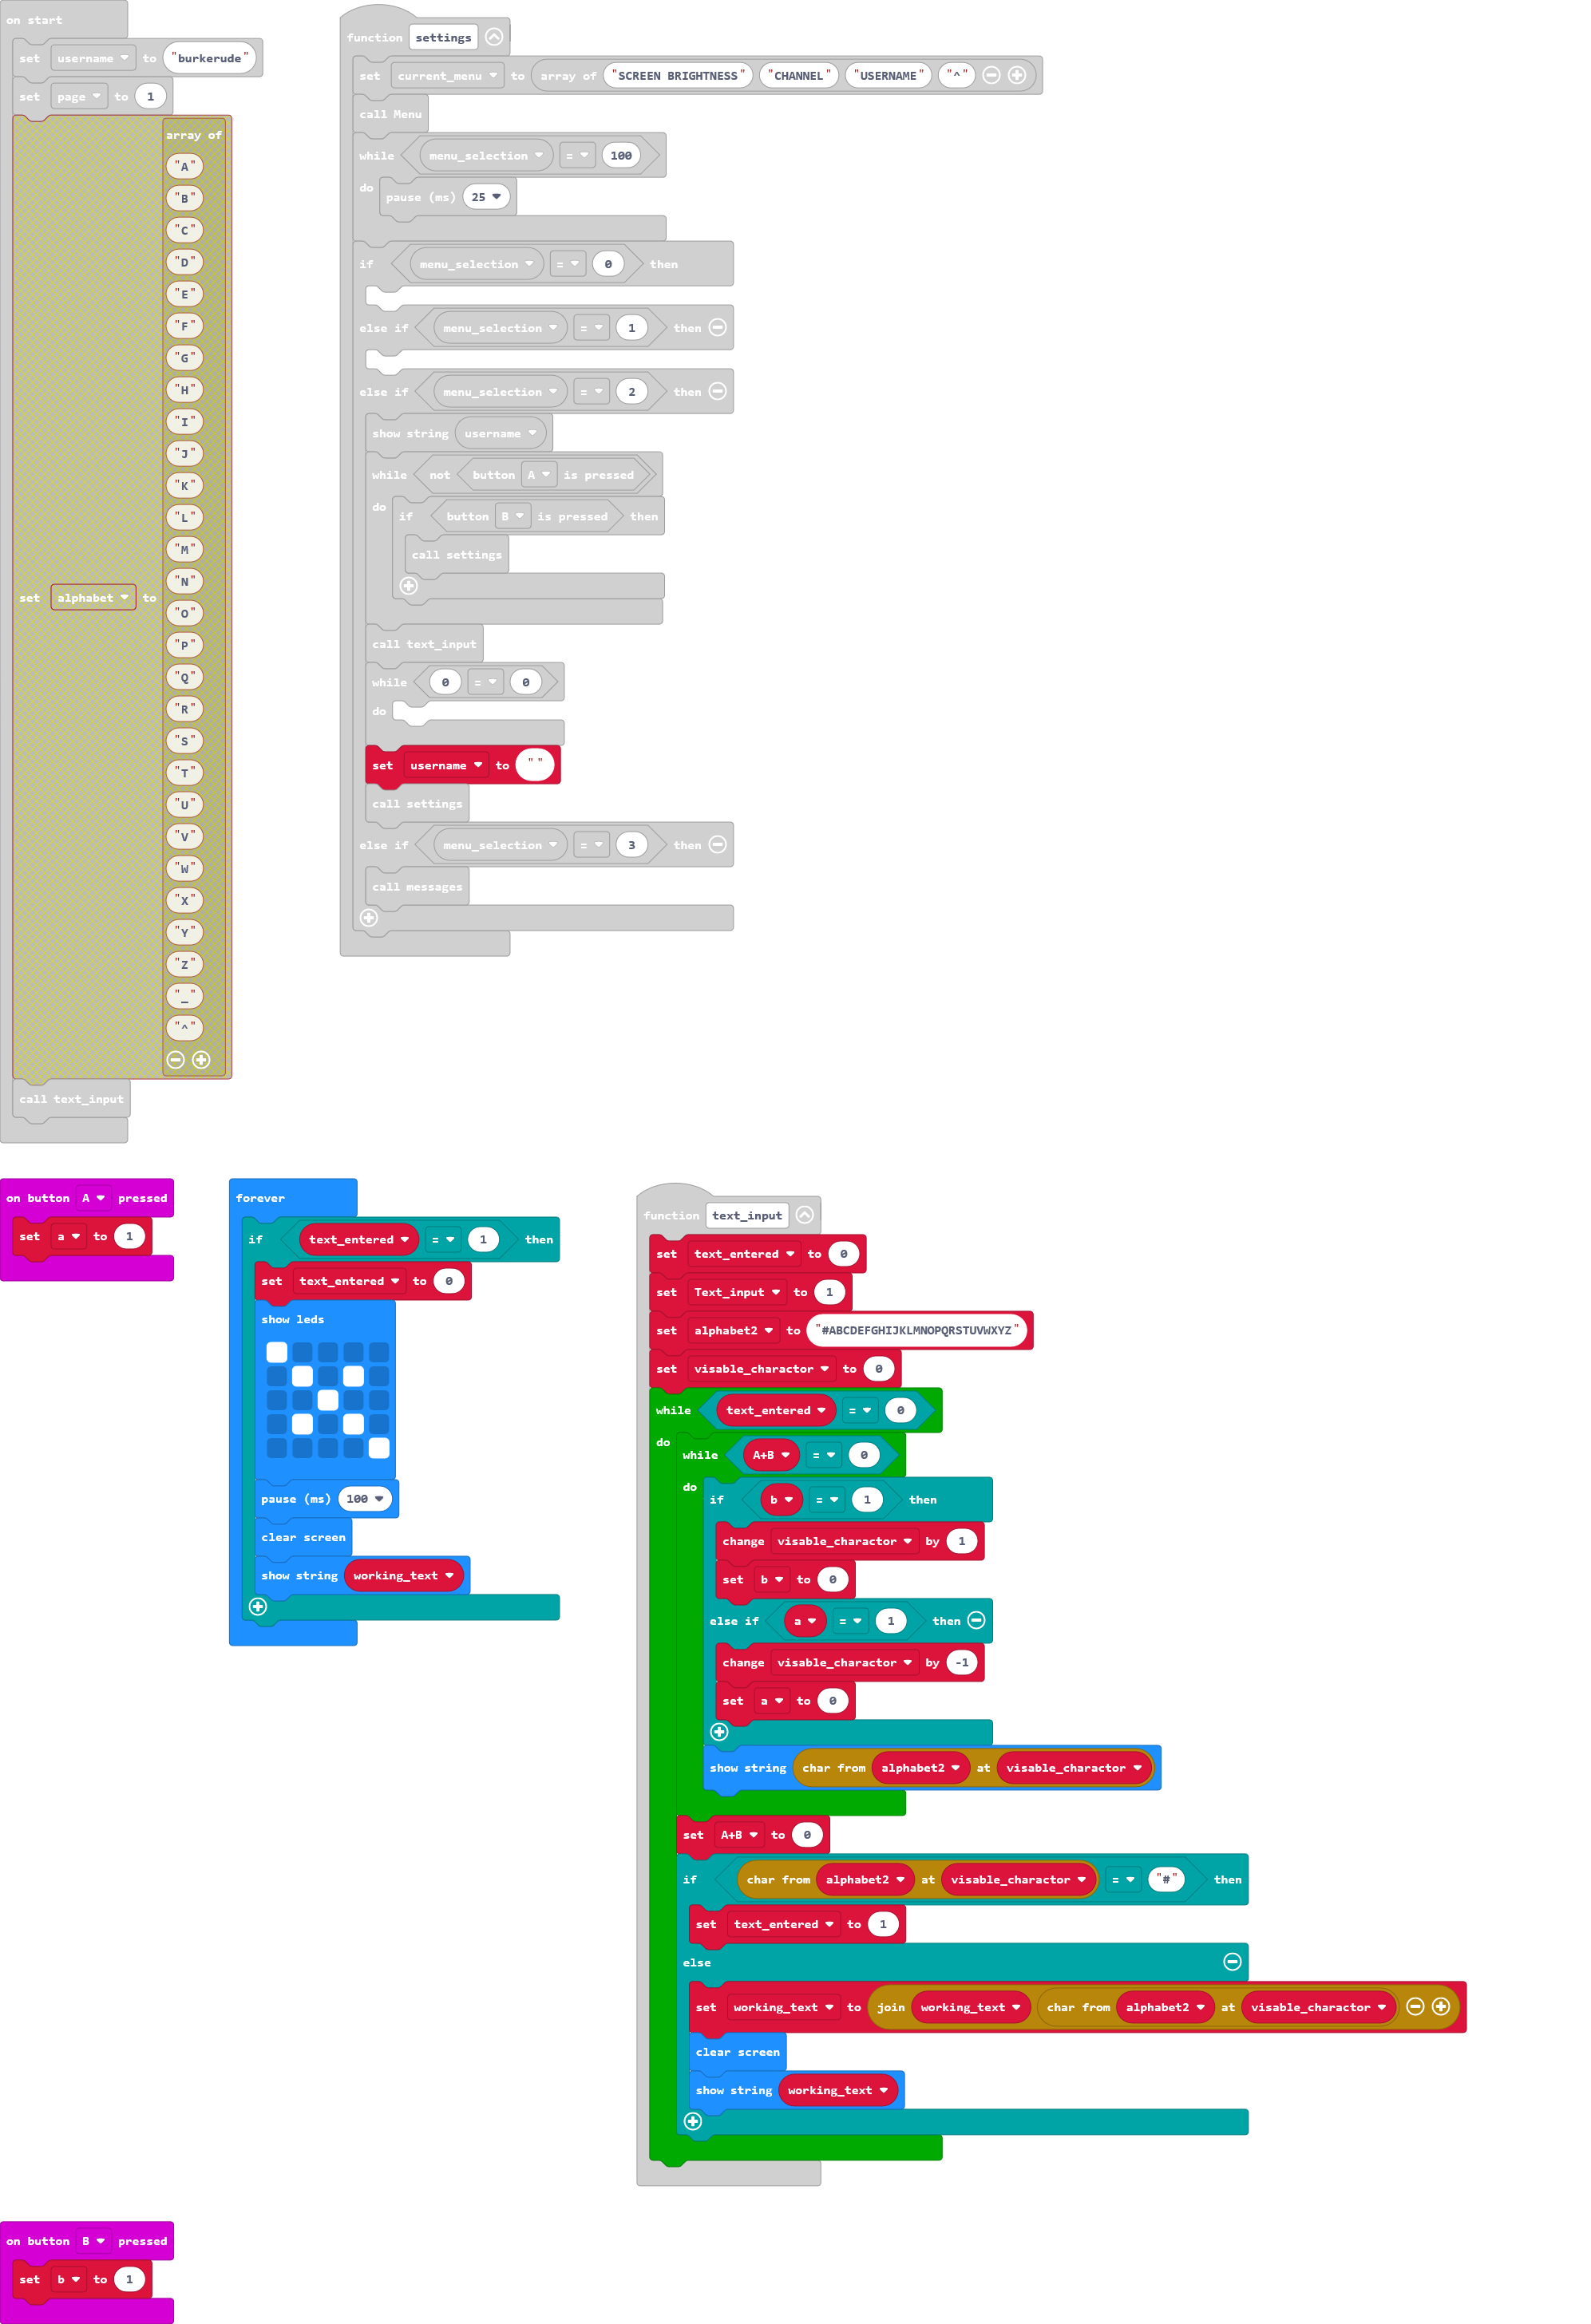 on start
set username to "burkerude"
set page to 1
set alphabet to array of
"A"
"B"
"C"
"D"
"E"
"F"
"G"
"H"
"I"
"J"
"K"
"L"
"M"
"N"
"O"
"P"
"Q"
"R"
"S"
"T"
"U"
"V"
"W"
"X"
"Y"
"Z"
"_"
"^"
call text_input
function settings
set current_menu to array of "SCREEN BRIGHTNESS" "CHANNEL" "USERNAME" "^"
call Menu
while menu_selection = 100
do pause (ms) 25
if menu_selection = 0 then
else if menu_selection = 1 then
else if menu_selection = 2 then
show string username
while not button A is pressed
do if button B is pressed then
call settings
call text_input
while 0 = 0
do
set username to " "
call settings
else if menu_selection = 3 then
call messages
on button A pressed
set a to 1
forever
if text_entered = 1 then
set text_entered to 0
show leds
pause (ms) 100
clear screen
show string working_text
function text_input
set text_entered to 0
set Text_input to 1
set alphabet2 to "#ABCDEFGHIJKLMNOPQRSTUVWXYZ"
set visable_charactor to 0
while text_entered = 0
do while A+B = 0
do if b = 1 then
change visable_charactor by 1
set b to 0
else if a = 1 then
change visable_charactor by -1
set a to 0
show string char from alphabet2 at visable_charactor
set A+B to 0
if char from alphabet2 at visable_charactor = "#" then
set text_entered to 1
else
set working_text to join working_text char from alphabet2 at visable_charactor
clear screen
show string working_text
on button B pressed
set b to 1